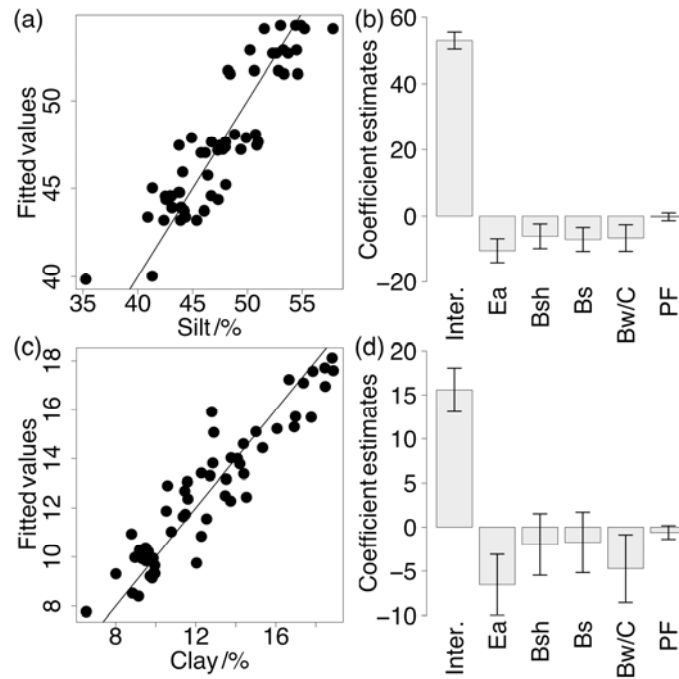 (a)
Fitted values
50
45
40
35 40 45 50 55
Silt/%
(b)
Coefficient estimates
60
40
20
0
−20
Inter. Ea Bsh Bs Bw/C PF
(c)
Fitted values
18
16
14
12
10
8
8 12 16
Clay/%
(d)
Coefficient estimates
20
15
10
5
0
−5
−10
Inter. Ea Bsh Bs Bw/C PF